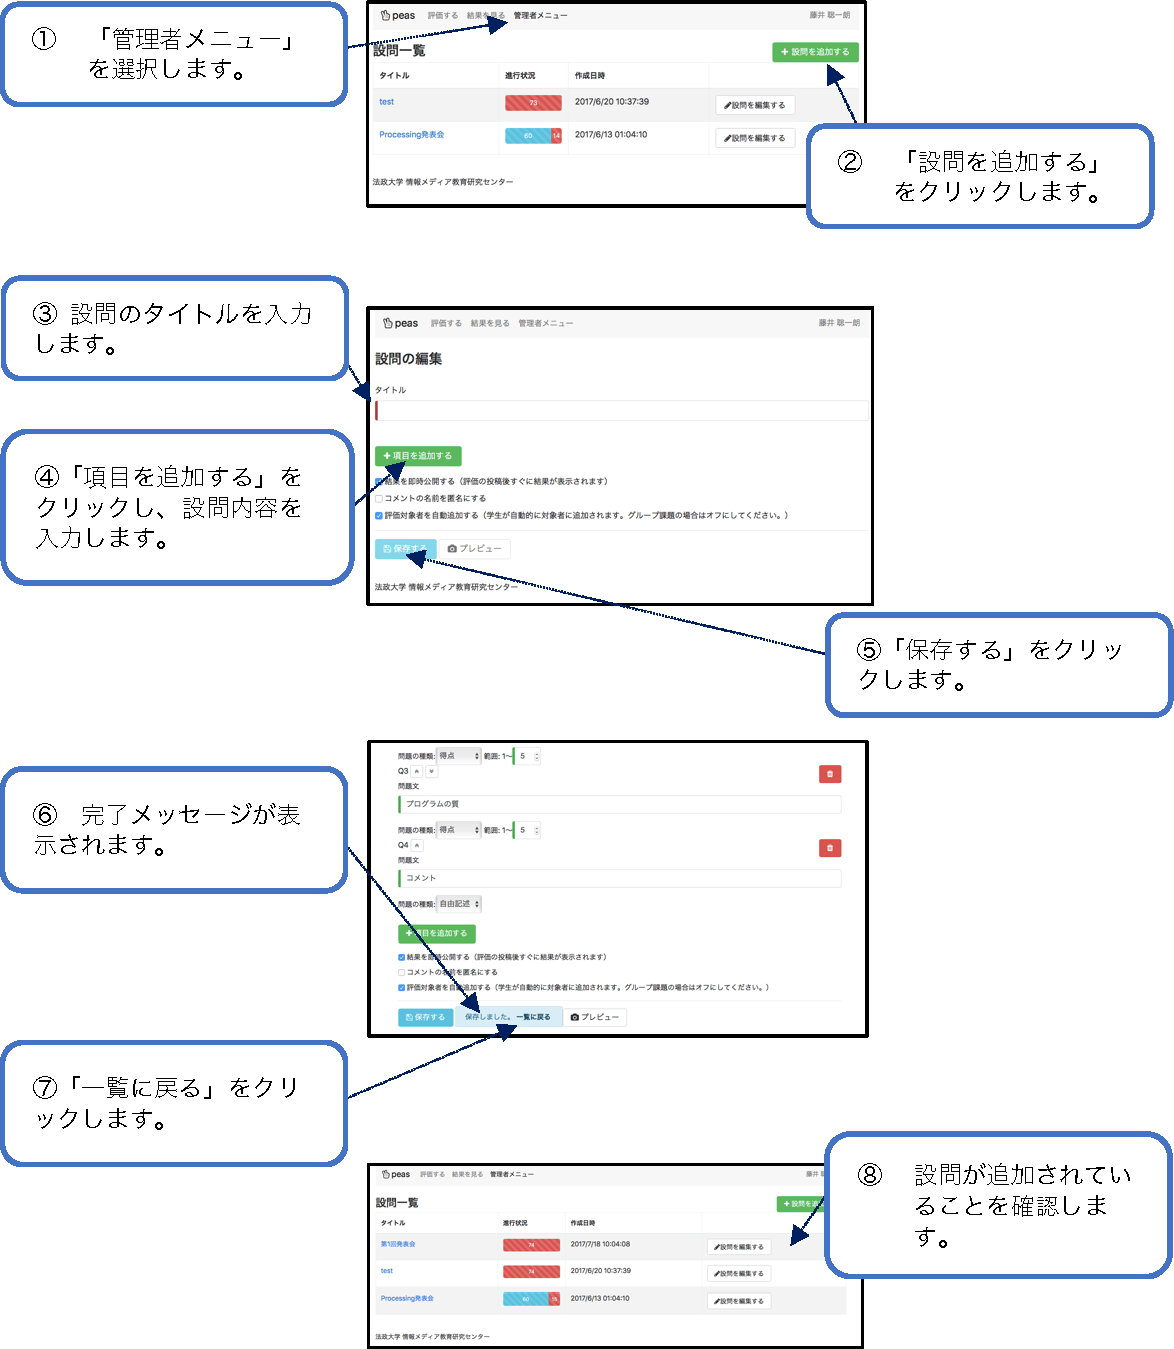 ① 「管理者メニュー」
を選択します。
peas 評価する 結果を見る 管理者メニュー 藤井 聡一朗
設問一覧
+ 設問を追加する
タイトル 進行状況 作成日時
test 73 2017/6/20 10:37:39 設問を編集する
Processing発表会 60 14 2017/6/13 01:04:10 設問を編集する
法政大学 情報メディア教育研究センター
② 「設問を追加する」
をクリックします。
③ 設問のタイトルを入力
します。
peas 評価する 結果を見る 管理者メニュー 藤井 聡一朗
設問の編集
タイトル
④「項目を追加する」を
クリックし、設問内容を
入力します。
+ 項目を追加する
結果を即時公開する（評価の投稿後すぐに結果が表示されます）
コメントの名前を匿名にする
評価対象者を自動追加する（学生が自動的に対象者に追加されます。グループ課題の場合はオフにしてください。）
保存する プレビュー
法政大学 情報メディア教育研究センター
⑤「保存する」をクリッ
クします。
問題の種類: 得点 範囲: 1〜 5
Q3
問題文
プログラムの質
問題の種類: 得点 範囲: 1〜 5
Q4
問題文
コメント
問題の種類: 自由記述
+ 項目を追加する
結果を即時公開する（評価の投稿後すぐに結果が表示されます）
コメントの名前を匿名にする
評価対象者を自動追加する（学生が自動的に対象者に追加されます。グループ課題の場合はオフにしてください。）
保存する 保存しました。 一覧に戻る プレビュー
⑥ 完了メッセージが表
示されます。
⑦「一覧に戻る」をクリ
ックします。
peas 評価する 結果を見る 管理者メニュー 藤井
設問一覧
+ 設問を追
タイトル 進行状況 作成日時
第1回発表会 74 2017/7/18 10:04:08 設問を編集する
test 74 2017/6/20 10:37:39 設問を編集する
Processing発表会 60 2017/6/13 01:04:10 設問を編集する
法政大学 情報メディア教育研究センター
⑧ 設問が追加されてい
ることを確認しま
す。